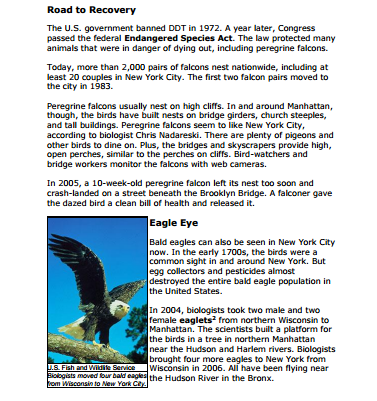 Road to Recovery
The U.S. government banned DDT in 1972. A year later, Congress
passed the federal Endangered Species Act. The law protected many
animals that were in danger of dying out, including peregrine falcons.
Today, more than 2,000 pairs of falcons nest nationwide, including at
least 20 couples in New York City. The first two falcon pairs moved to
the city in 1983.
Peregrine falcons usually nest on high cliffs. In and around Manhattan,
though, the birds have built nests on bridge girders, church steeples,
and tall buildings. Peregrine falcons seem to like New York City,
according to biologist Chris Nadareski. There are plenty of pigeons and
other birds to dine on. Plus, the bridges and skyscrapers provide high,
open perches, similar to the perches on cliffs. Bird-watchers and
bridge workers monitor the falcons with web cameras.
In 2005, a 10-week-old peregrine falcon left its nest too soon and
crash-landed on a street beneath the Brooklyn Bridge. A falconer gave
the dazed bird a clean bill of health and released it.
Eagle Eye
Bald eagles can also be seen in New York City
now. In the early 1700s, the birds were a
common sight in and around New York. But
egg collectors and pesticides almost
destroyed the entire bald eagle population in
the United States.
In 2004, biologists took two male and two
female eaglets² from northern Wisconsin to
Manhattan. The scientists built a platform for
the birds in a tree in northern Manhattan
near the Hudson and Harlem rivers. Biologists
brought four more eagles to New York from
Wisconsin in 2006. All have been flying near
the Hudson River in the Bronx.
U.S. Fish and Wildlife Service
Biologists moved four bald eagles
from Wisconsin to New York City.